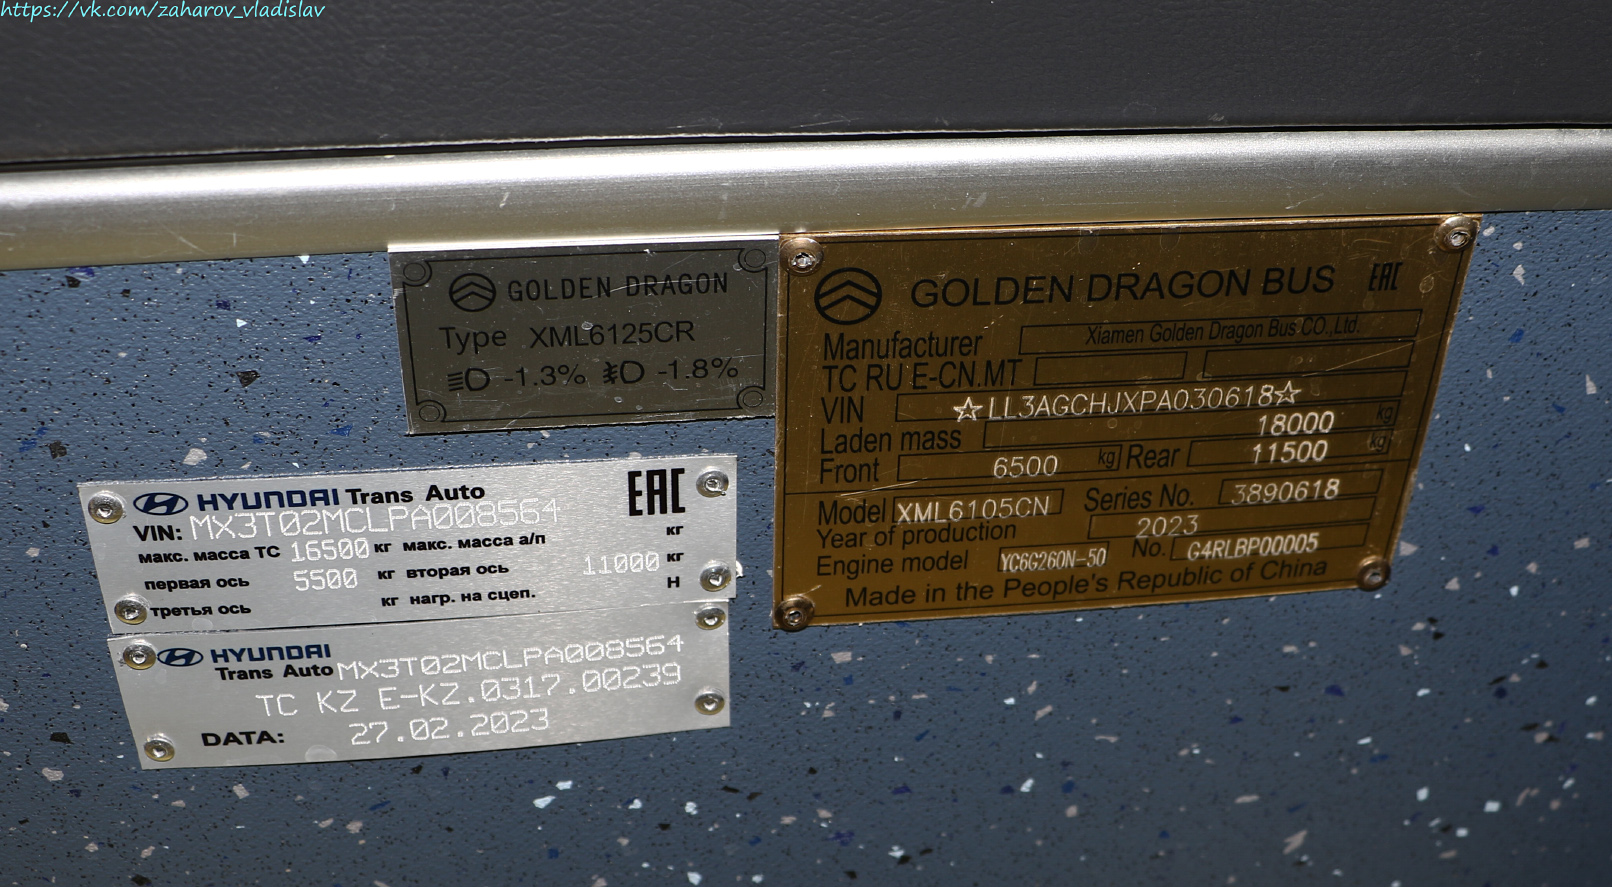 https://vk.com/zaharov_vladislav
GOLDEN DRAGON
Type XML6125CR
-1.3% -1.8%
GOLDEN DRAGON BUS EAC
Manufacturer Xiamen Golden Dragon Bus CO.,Ltd.
TC RU E-CN.MT
VIN ☆LL3AGCHJXPA030618☆
Laden mass 18000 kg
Front 6500 kg Rear 11500 kg
Model XML6105CN Series No. 3890618
Year of production 2023
Engine model YC6G260N-50 No. G4RLBP00005
Made in the People's Republic of China
HYUNDAI Trans Auto EAC
VIN: MX3T02MCLPA008564
макс. масса ТС 16500 кг макс. масса а/п кг
первая ось 5500 кг вторая ось 11000 кг
третья ось кг нагр. на сцеп. Н
HYUNDAI
Trans Auto MX3T02MCLPA008564
TC KZ E-KZ.0317.00239
DATA: 27.02.2023